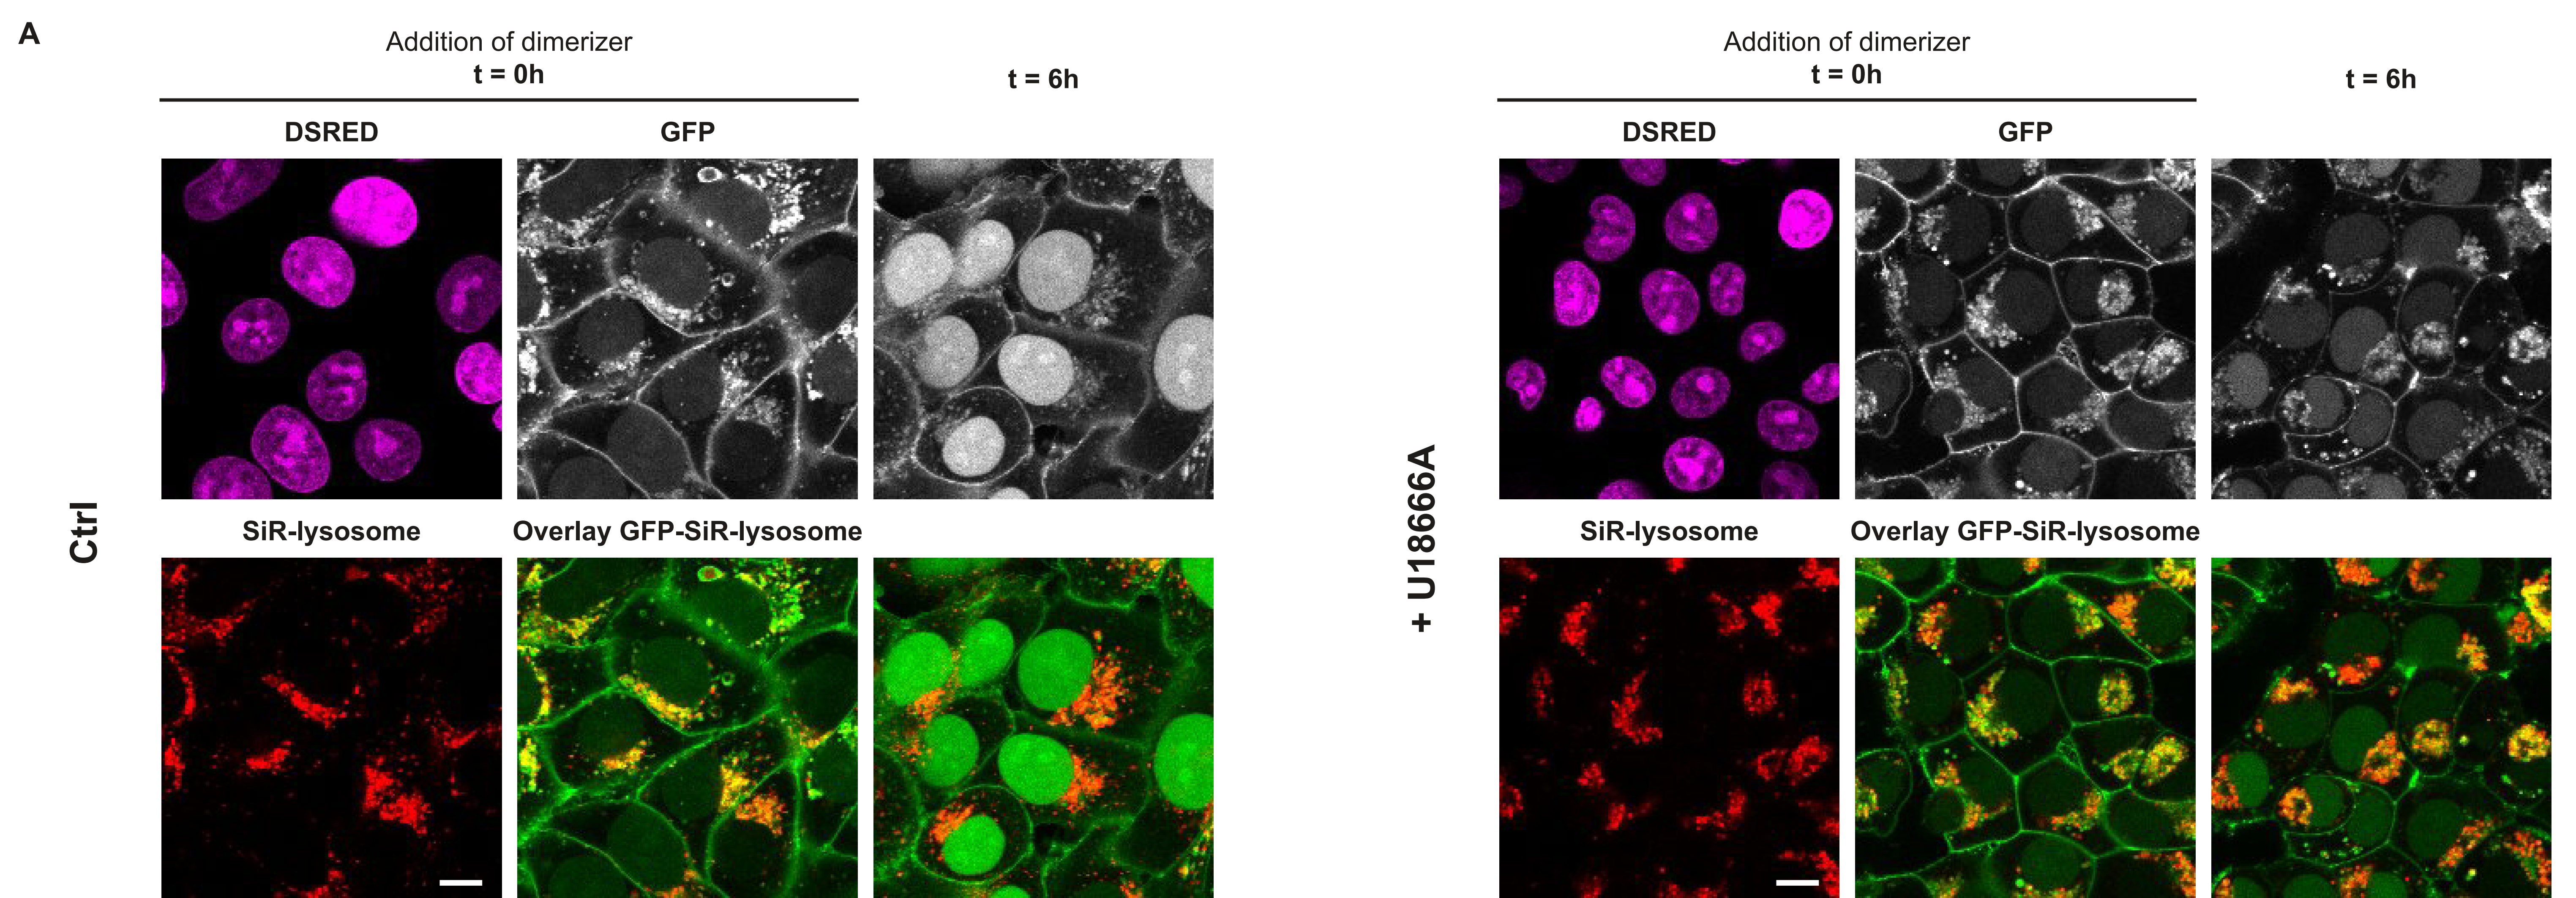 A
Addition of dimerizer
t = 0h
t = 6h
DSRED
GFP
Ctrl
SiR-lysosome
Overlay GFP-SiR-lysosome
Addition of dimerizer
t = 0h
t = 6h
DSRED
GFP
+ U18666A
SiR-lysosome
Overlay GFP-SiR-lysosome